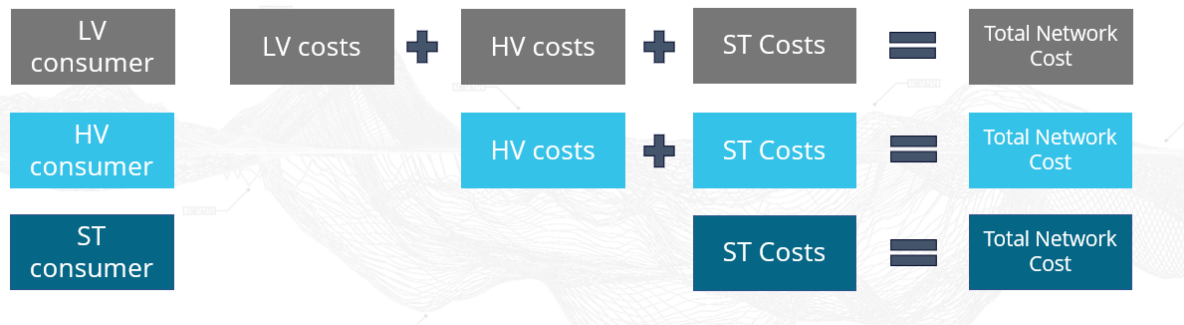 LV
consumer
LV costs
+
HV costs
+
ST Costs
=
Total Network
Cost
HV
consumer
HV costs
+
ST Costs
=
Total Network
Cost
ST
consumer
ST Costs
=
Total Network
Cost